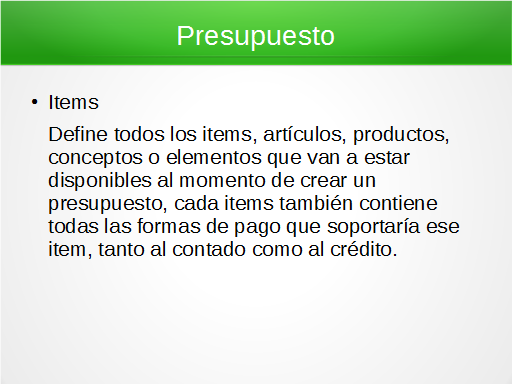 Presupuesto
• Items
Define todos los items, artículos, productos,
conceptos o elementos que van a estar
disponibles al momento de crear un
presupuesto, cada items también contiene
todas las formas de pago que soportaría ese
item, tanto al contado como al crédito.